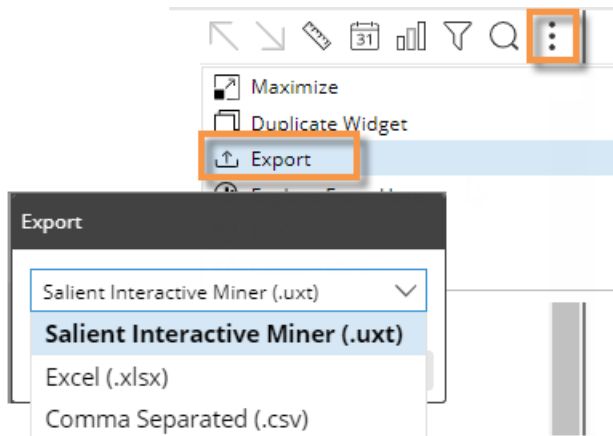 31
Maximize
Duplicate Widget
Export
Export
Salient Interactive Miner (.uxt)
Salient Interactive Miner (.uxt)
Excel (.xlsx)
Comma Separated (.csv)